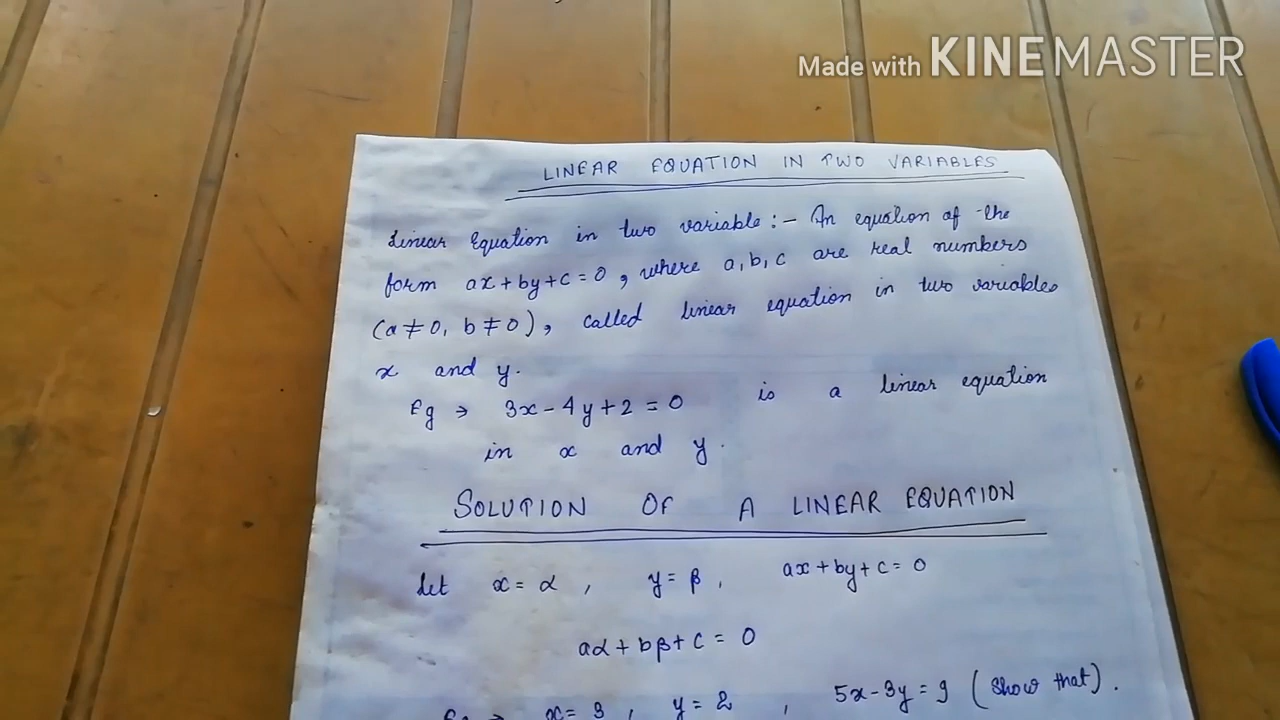 Made with KINEMASTER
LINEAR EQUATION IN TWO VARIABLES
Linear Equation in two variable :- An equation of the
form ax + by + c = 0 , where a, b, c are real numbers
(a ≠ 0, b ≠ 0), called linear equation in two variables
x and y.
Eg → 3x - 4y + 2 = 0 is a linear equation
in x and y.
SOLUTION OF A LINEAR EQUATION
Let x = α , y = β , ax + by + c = 0
aα + bβ + c = 0
Eg → x = 3 , y = 2 , 5x - 3y = 9 (Show that).